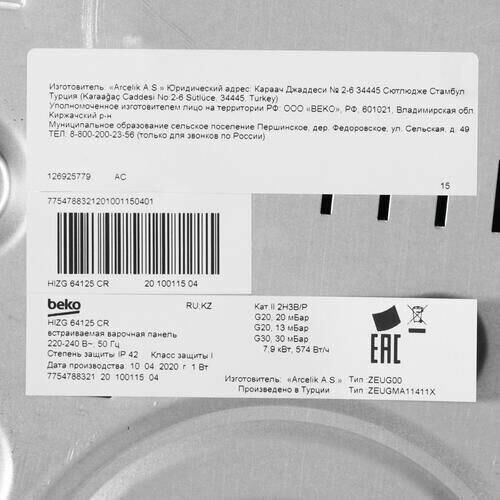 Изготовитель: «Arcelik A.S.» Юридический адрес: Караач Джаддеси № 2-6 34445 Сютлюдже Стамбул
Турция (Karaağaç Caddesi No 2-6 Sütlüce, 34445, Turkey)
Уполномоченное изготовителем лицо на территории РФ: ООО «BEKO», РФ, 601021, Владимирская обл.
Киржачский р-н
Муниципальное образование сельское поселение Першинское, дер. Федоровское, ул. Сельская, д. 49
ТЕЛ: 8-800-200-23-56 (только для звонков по России)
126925779 AC
15
7754788321201001150401
HIZG 64125 CR 20 100115 04
beko RU:KZ
HIZG 64125 CR
встраиваемая варочная панель
220-240 В~, 50 Гц
Степень защиты IP 42 Класс защиты I
Дата производства: 10 04 2020 г 1 Вт
7754788321 20 100115 04
Кат.II 2H3B/P
G20, 20 мБар
G20, 13 мБар
G30, 30 мБар
7,9 кВт, 574 Вт/ч
EAC
Изготовитель: «Arcelik A.S.» Тип :ZEUG00
Произведено в Турции Тип :ZEUGMA11411X